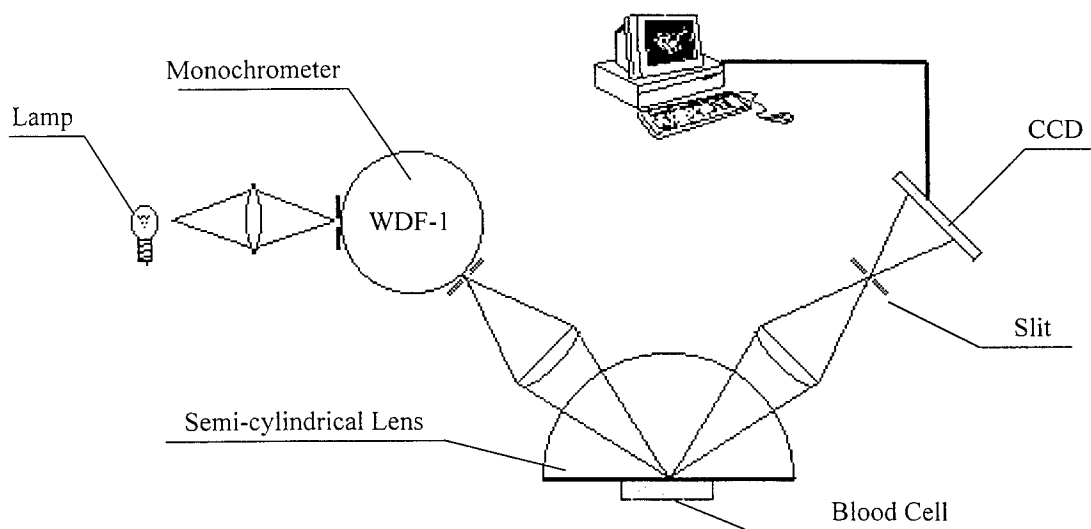 Monochrometer
Lamp
CCD
WDF-1
Slit
Semi-cylindrical Lens
Blood Cell